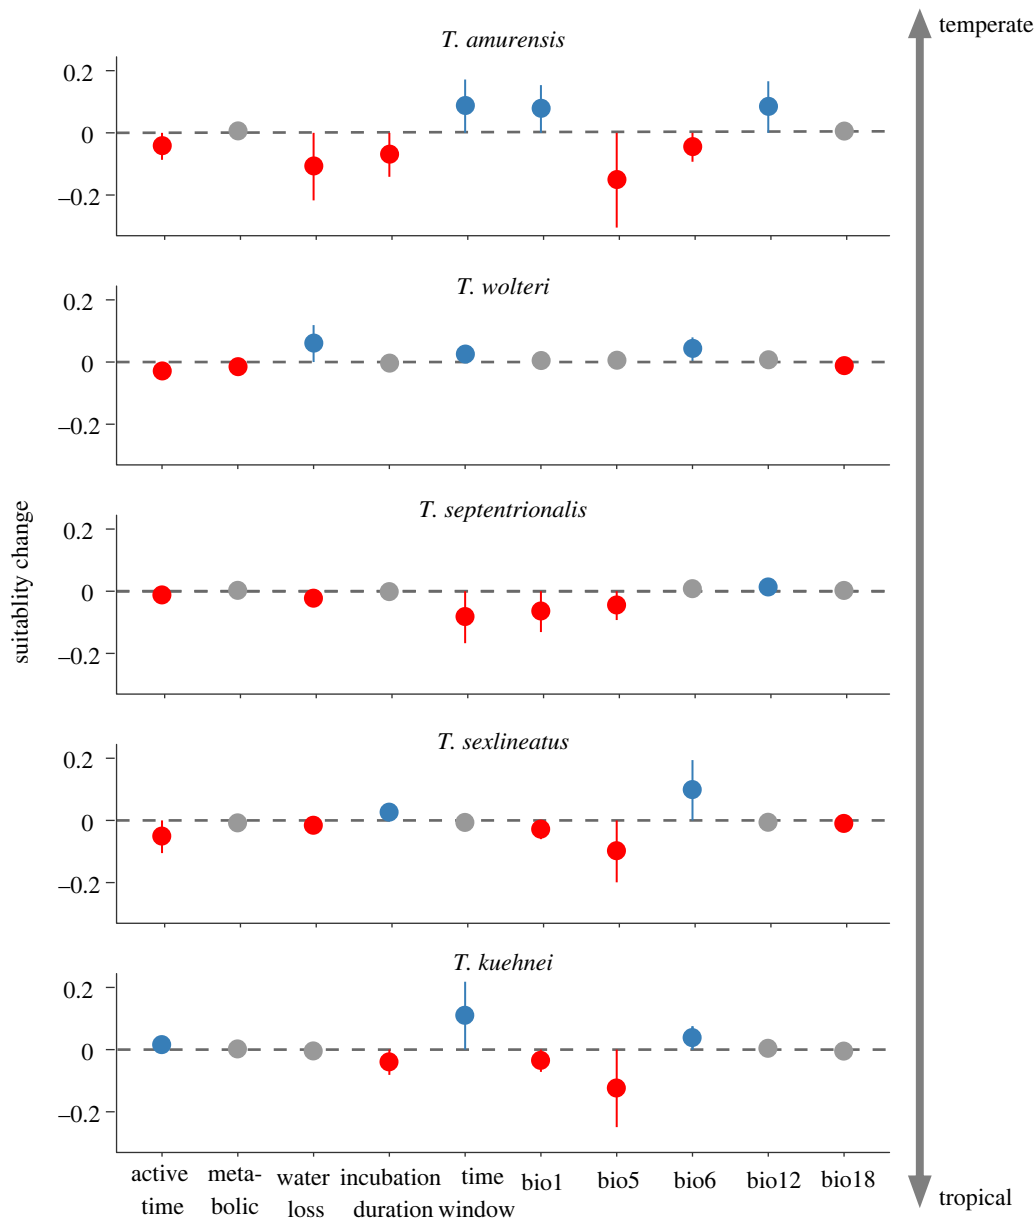 temperate
T. amurensis
0.2
0
–0.2
T. wolteri
0.2
0
–0.2
T. septentrionalis
0.2
0
–0.2
suitablity change
T. sexlineatus
0.2
0
–0.2
T. kuehnei
0.2
0
–0.2
active meta- water incubation time bio1 bio5 bio6 bio12 bio18
time bolic loss duration window
tropical